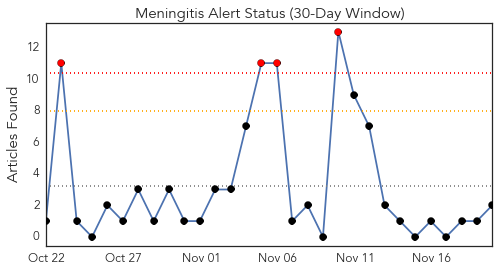 Meningitis Alert Status (30-Day Window)
Articles Found
12
10
8
6
4
2
0
Oct 22 Oct 27 Nov 01 Nov 06 Nov 11 Nov 16